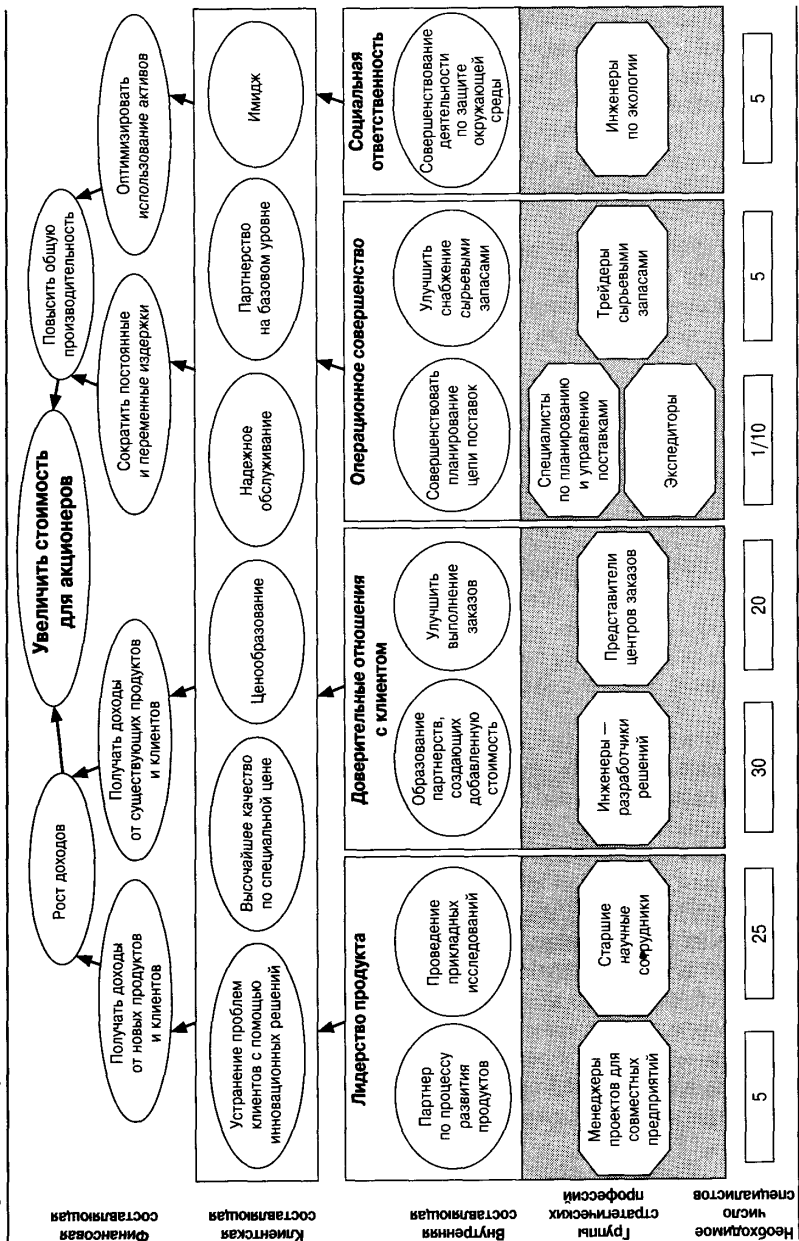 Финансовая
составляющая
Увеличить стоимость
для акционеров
Рост доходов
Повысить общую
производительность
Получать доходы
от новых продуктов
и клиентов
Получать доходы
от существующих продуктов
и клиентов
Сократить постоянные
и переменные издержки
Оптимизировать
использование активов
Клиентская
составляющая
Устранение проблем
клиентов с помощью
инновационных решений
Высочайшее качество
по специальной цене
Ценообразование
Надежное
обслуживание
Партнерство
на базовом уровне
Имидж
Внутренняя
составляющая
Лидерство продукта
Партнер
по процессу
развития
продуктов
Проведение
прикладных
исследований
Доверительные отношения
с клиентом
Образование
партнерств,
создающих
добавленную
стоимость
Улучшить
выполнение
заказов
Операционное совершенство
Совершенствовать
планирование
цепи поставок
Улучшить
снабжение
сырьевыми
запасами
Социальная
ответственность
Совершенствование
деятельности
по защите
окружающей
среды
Группы
стратегических
профессий
Менеджеры
проектов для
совместных
предприятий
Старшие
научные
сотрудники
Инженеры —
разработчики
решений
Представители
центров заказов
Специалисты
по планированию
и управлению
поставками
Экспедиторы
Трейдеры
сырьевыми
запасами
Инженеры
по экологии
Необходимое
число
специалистов
5
25
30
20
1/10
5
5